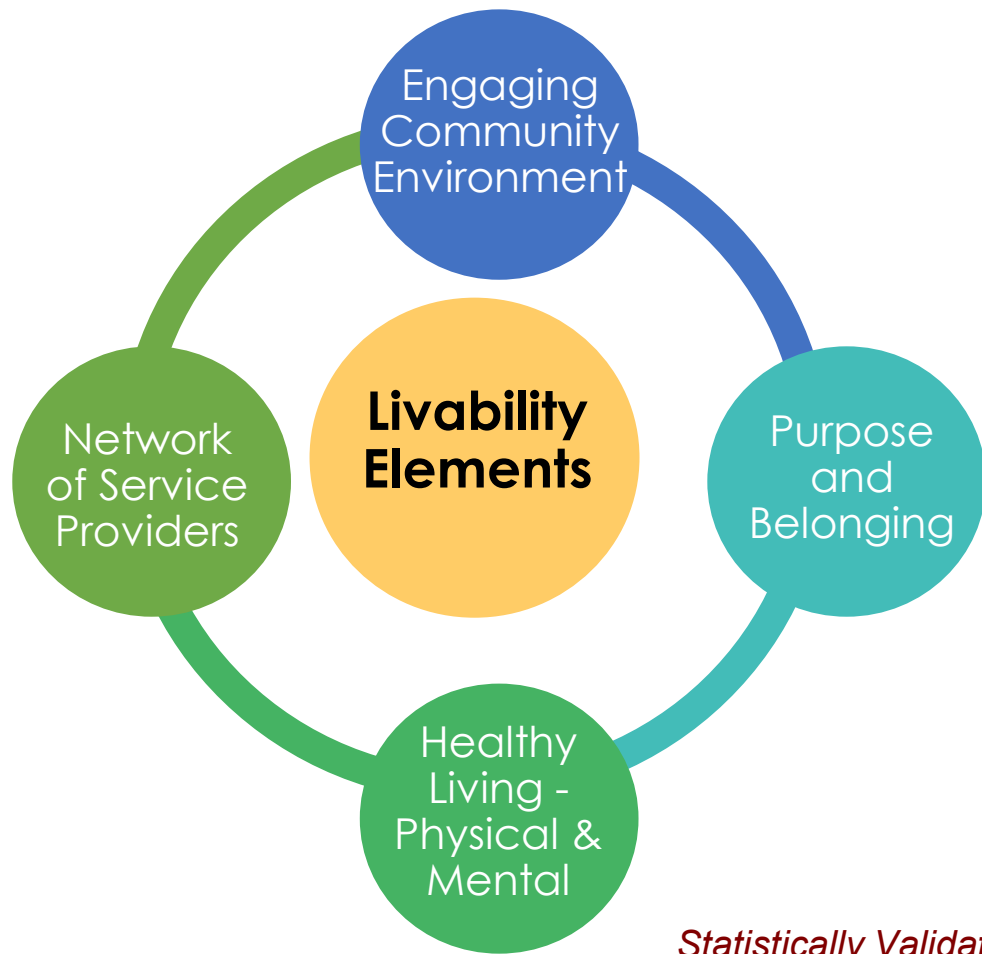 Engaging
Community
Environment
Livability
Elements
Network
of Service
Providers
Purpose
and
Belonging
Healthy
Living -
Physical &
Mental
Statistically